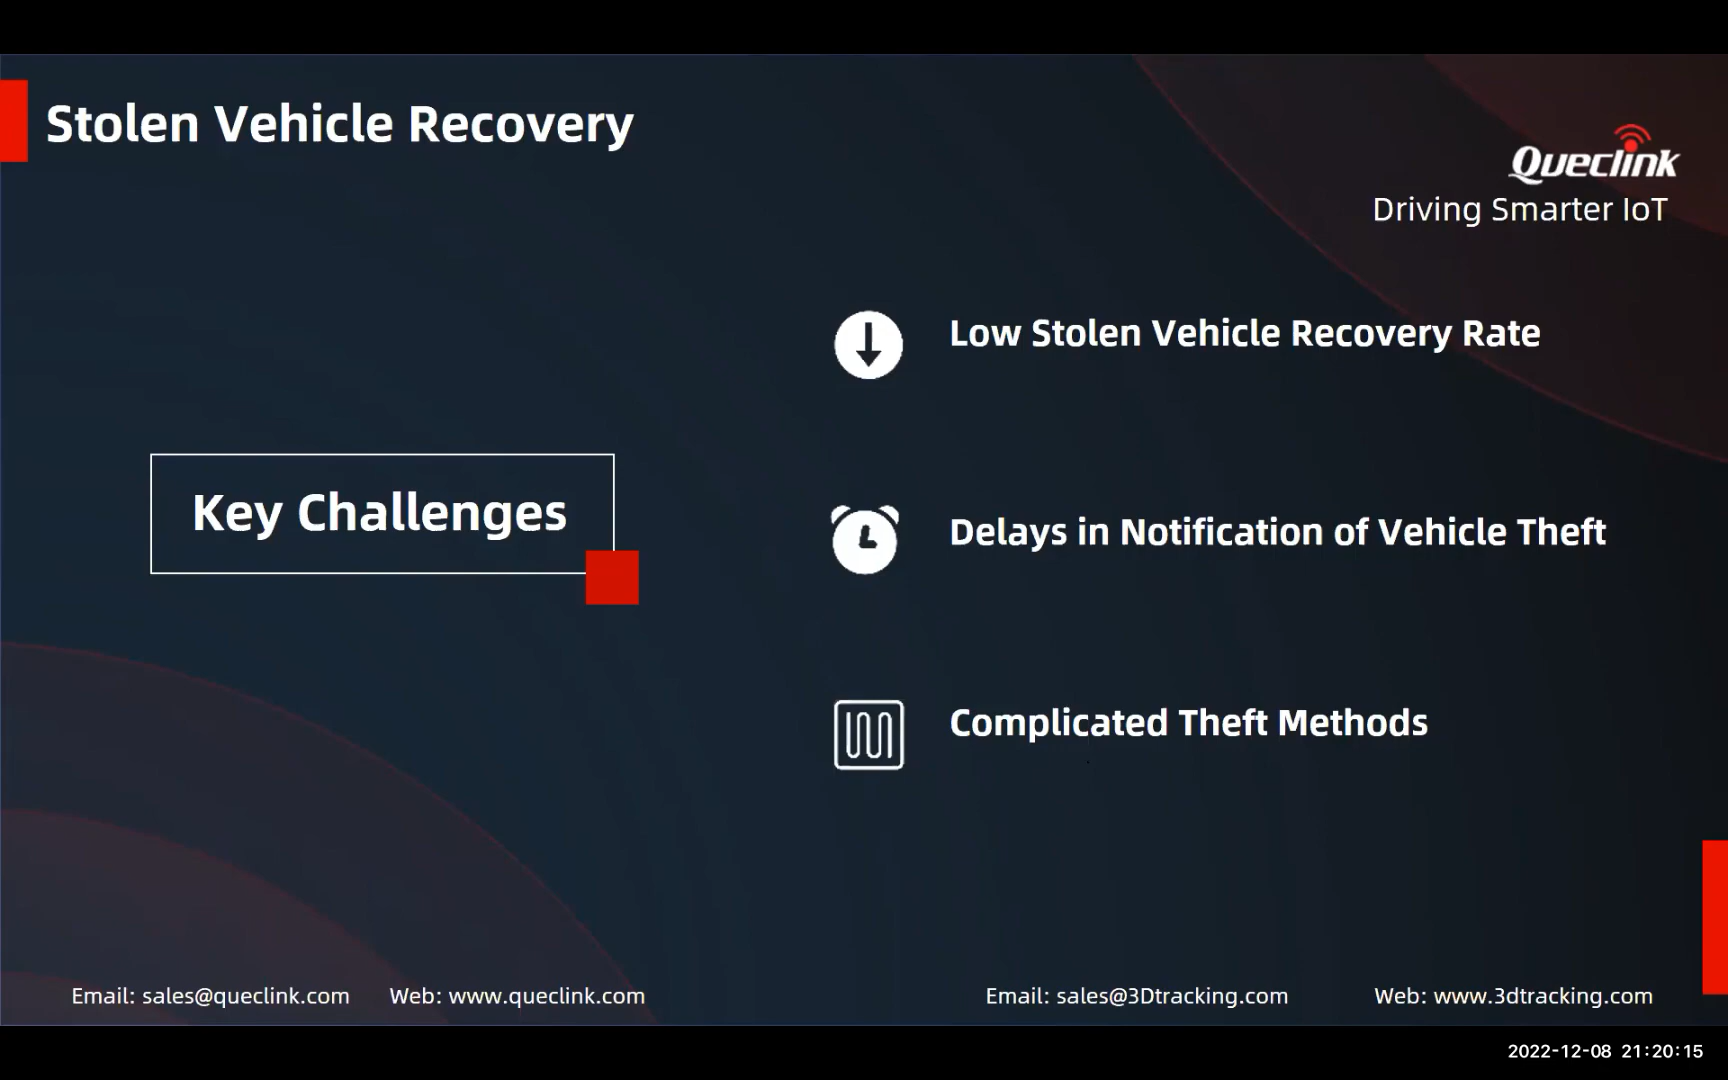 Stolen Vehicle Recovery
Queclink
Driving Smarter IoT
Low Stolen Vehicle Recovery Rate
Key Challenges
Delays in Notification of Vehicle Theft
Complicated Theft Methods
Email: sales@queclink.com Web: www.queclink.com Email: sales@3Dtracking.com Web: www.3dtracking.com
2022-12-08 21:20:15